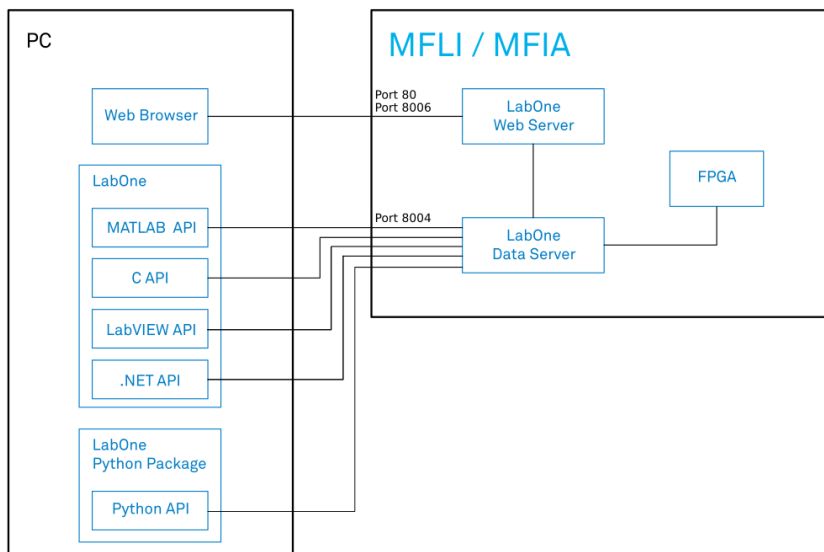 PC
MFLI / MFIA
Web Browser
Port 80
Port 8006
LabOne
Web Server
LabOne
FPGA
MATLAB API
Port 8004
LabOne
Data Server
C API
LabVIEW API
.NET API
LabOne
Python Package
Python API